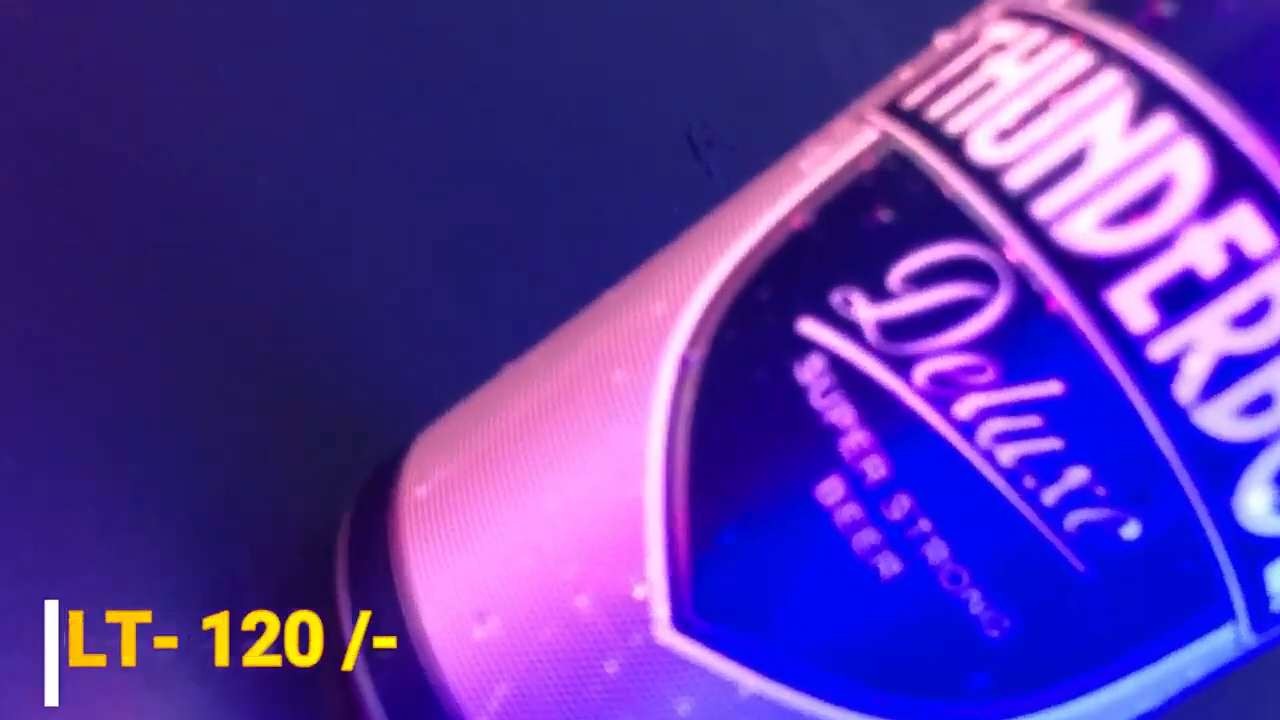 THUNDERBO
Deluxe
SUPER STRONG
BEER
LT- 120 /-